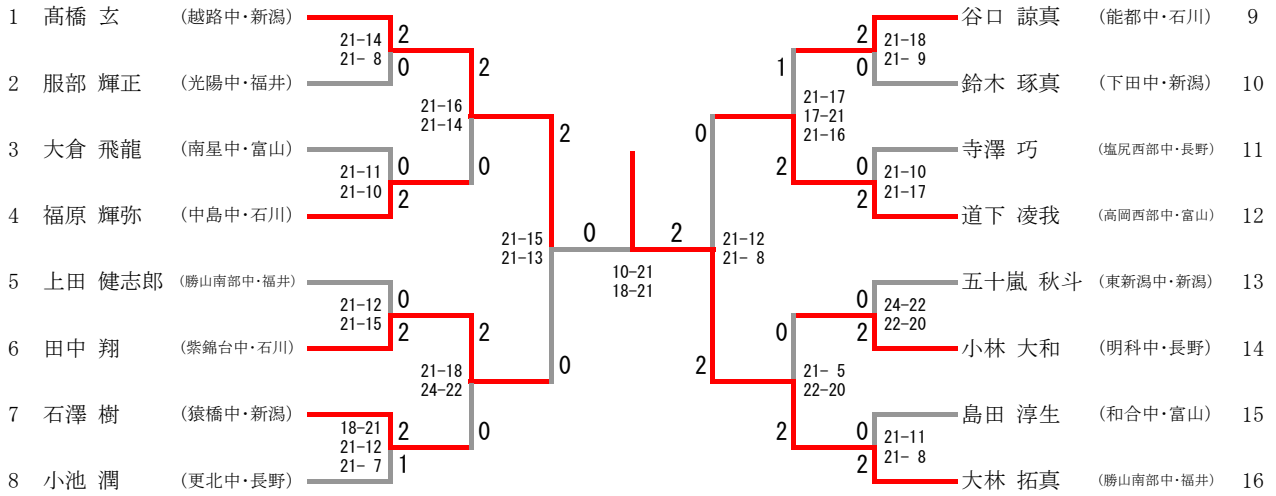 1 髙橋 玄 (越路中・新潟)
21-14 2
21- 8 0
2 服部 輝正 (光陽中・福井)
2
21-16
21-14
0
3 大倉 飛龍 (南星中・富山)
21-11 0
21-10 2
4 福原 輝弥 (中島中・石川)
2
21-15
21-13
0
5 上田 健志郎 (勝山南部中・福井)
21-12 0
21-15 2
6 田中 翔 (紫錦台中・石川)
2
21-18
24-22
0
7 石澤 樹 (猿橋中・新潟)
18-21 2
21-12
21- 7 1
8 小池 潤 (更北中・長野)
0 2
10-21
18-21
谷口 諒真 (能都中・石川) 9
2 21-18
0 21- 9
鈴木 琢真 (下田中・新潟) 10
1
21-17
17-21
21-16
2
寺澤 巧 (塩尻西部中・長野) 11
0 21-10
2 21-17
道下 凌我 (高岡西部中・富山) 12
0
21-12
21- 8
2
五十嵐 秋斗 (東新潟中・新潟) 13
0 24-22
2 22-20
小林 大和 (明科中・長野) 14
0
21- 5
22-20
2
島田 淳生 (和合中・富山) 15
0 21-11
2 21- 8
大林 拓真 (勝山南部中・福井) 16